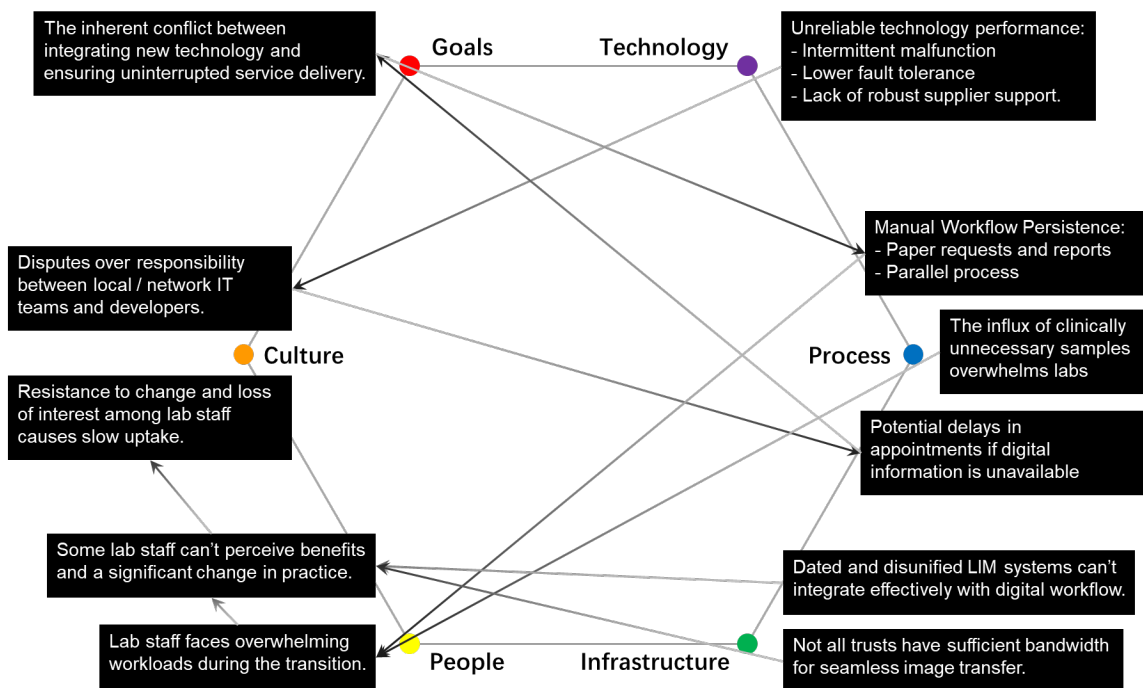 The inherent conflict between
integrating new technology and
ensuring uninterrupted service delivery.
Goals
Technology
Unreliable technology performance:
- Intermittent malfunction
- Lower fault tolerance
- Lack of robust supplier support.
Manual Workflow Persistence:
- Paper requests and reports
- Parallel process
Disputes over responsibility
between local / network IT
teams and developers.
The influx of clinically
unnecessary samples
overwhelms labs
Culture
Process
Resistance to change and loss
of interest among lab staff
causes slow uptake.
Potential delays in
appointments if digital
information is unavailable
Some lab staff can’t perceive benefits
and a significant change in practice.
Dated and disunified LIM systems can’t
integrate effectively with digital workflow.
Lab staff faces overwhelming
workloads during the transition.
People
Infrastructure
Not all trusts have sufficient bandwidth
for seamless image transfer.